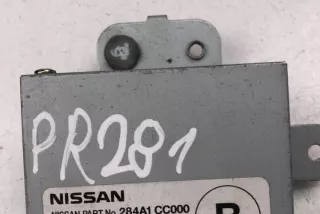 PR281
NISSAN
NISSAN PART No. 284A1 CC000
B